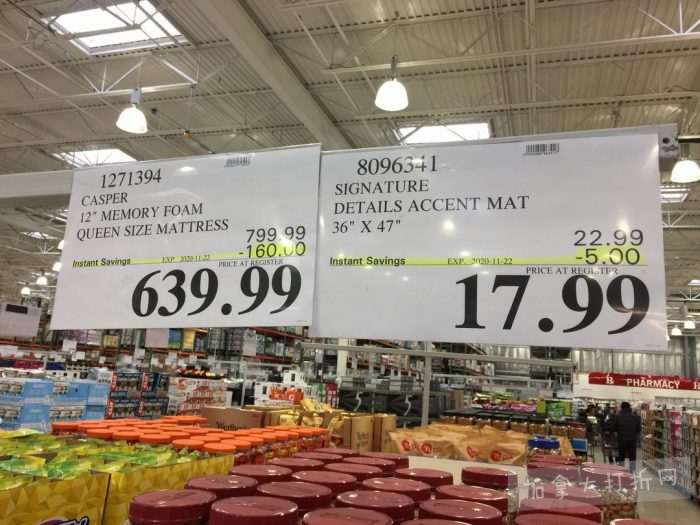 1271394
CASPER
12" MEMORY FOAM
QUEEN SIZE MATTRESS
799.99
Instant Savings EXP. 2020-11-22 -160.00
PRICE AT REGISTER
639.99
8096341
SIGNATURE
DETAILS ACCENT MAT
36" X 47"
22.99
Instant Savings EXP. 2020-11-22 -5.00
PRICE AT REGISTER
17.99
PHARMACY
加拿大打折网